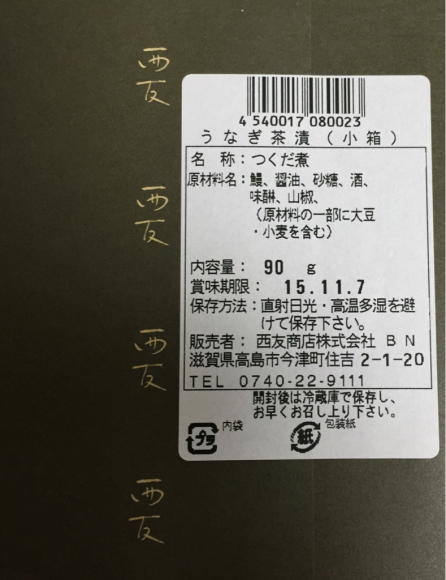 西友
西友
西友
西友
4 540017 080023
うなぎ茶漬（小箱）
名　称：つくだ煮
原材料名：鰻、醤油、砂糖、酒、
味醂、山椒、
（原材料の一部に大豆
・小麦を含む）
内容量： 90 g
賞味期限： 15.11.7
保存方法：直射日光・高温多湿を避
けて保存下さい。
販売者：西友商店株式会社 BN
滋賀県高島市今津町住吉 2-1-20
TEL 0740-22-9111
開封後は冷蔵庫で保存し、
お早くお召し上り下さい。
プラ 内袋
紙 包装紙